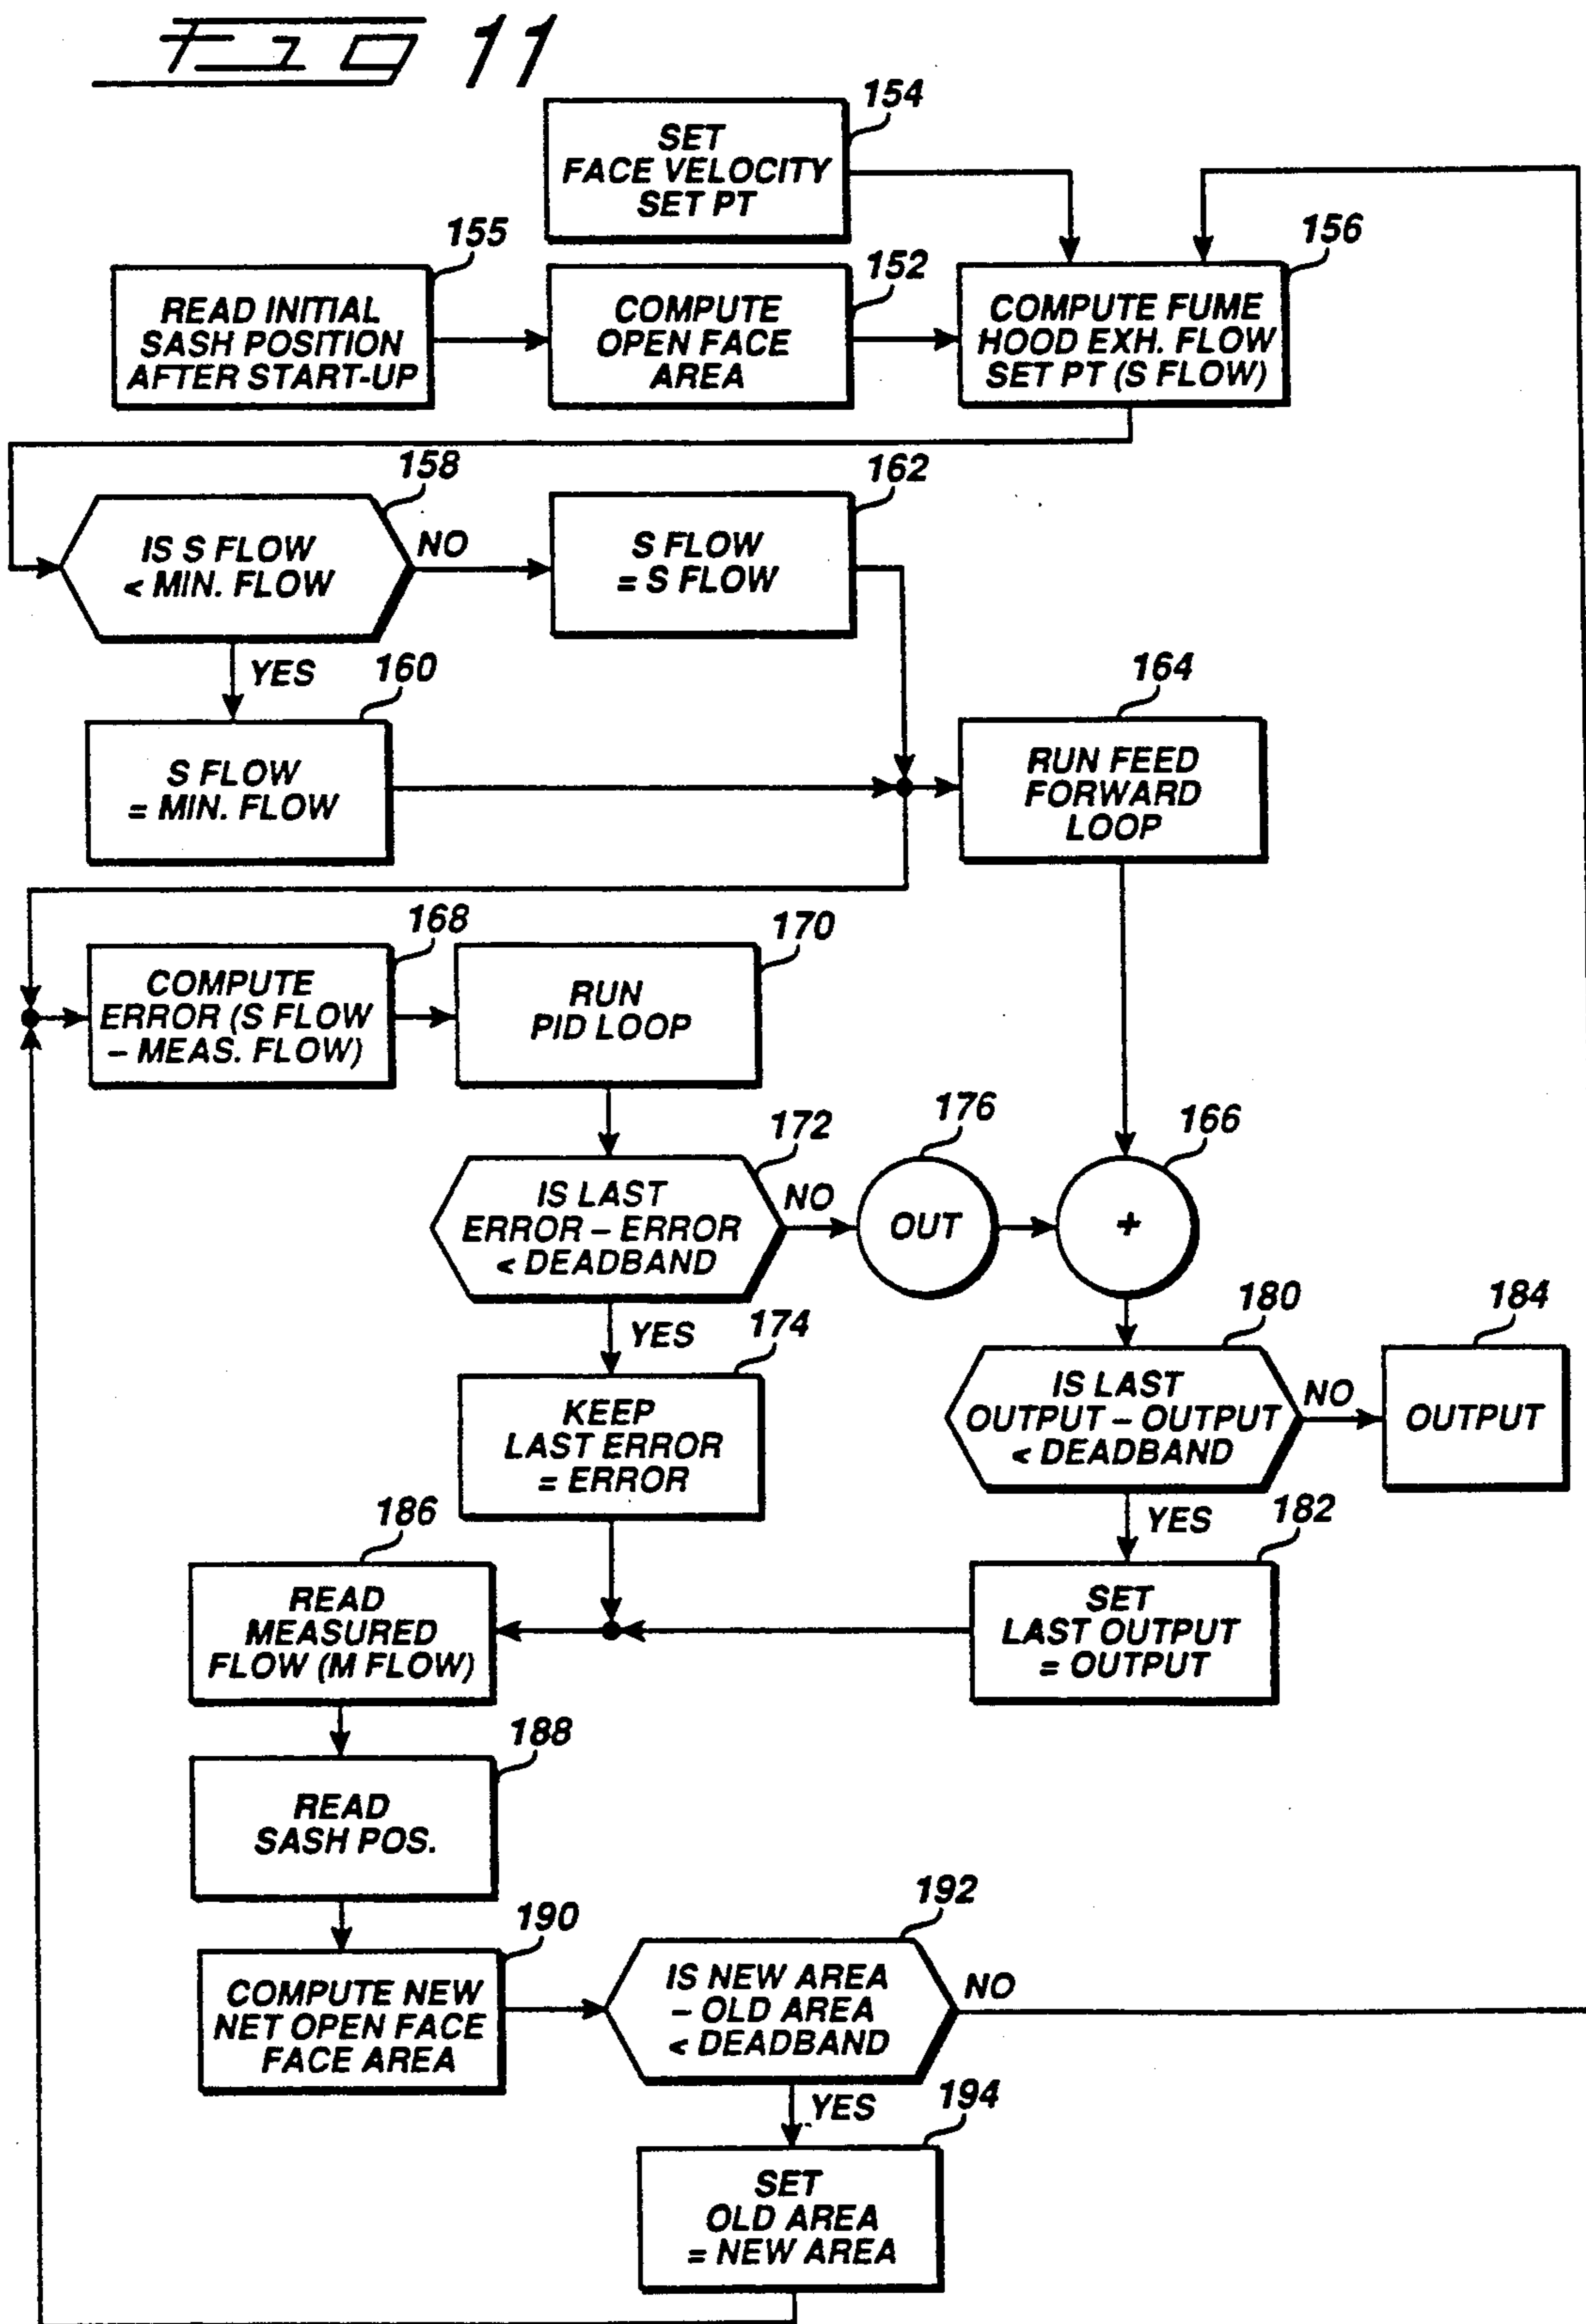 Fig 11
154
SET
FACE VELOCITY
SET PT
155
READ INITIAL
SASH POSITION
AFTER START-UP
152
COMPUTE
OPEN FACE
AREA
156
COMPUTE FUME
HOOD EXH. FLOW
SET PT (S FLOW)
158
IS S FLOW
< MIN. FLOW
NO
162
S FLOW
= S FLOW
YES
160
S FLOW
= MIN. FLOW
164
RUN FEED
FORWARD
LOOP
168
COMPUTE
ERROR (S FLOW
– MEAS. FLOW)
170
RUN
PID LOOP
172
IS LAST
ERROR – ERROR
< DEADBAND
NO
176
OUT
166
+
YES
174
KEEP
LAST ERROR
= ERROR
180
IS LAST
OUTPUT – OUTPUT
< DEADBAND
NO
184
OUTPUT
YES
182
SET
LAST OUTPUT
= OUTPUT
186
READ
MEASURED
FLOW (M FLOW)
188
READ
SASH POS.
190
COMPUTE NEW
NET OPEN FACE
FACE AREA
192
IS NEW AREA
– OLD AREA
< DEADBAND
NO
YES
194
SET
OLD AREA
= NEW AREA